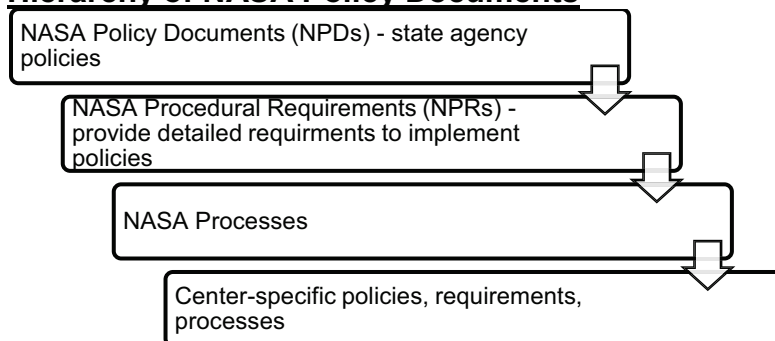 Hierarchy of NASA Policy Documents
NASA Policy Documents (NPDs) - state agency
policies
NASA Procedural Requirements (NPRs) -
provide detailed requirments to implement
policies
NASA Processes
Center-specific policies, requirements,
processes